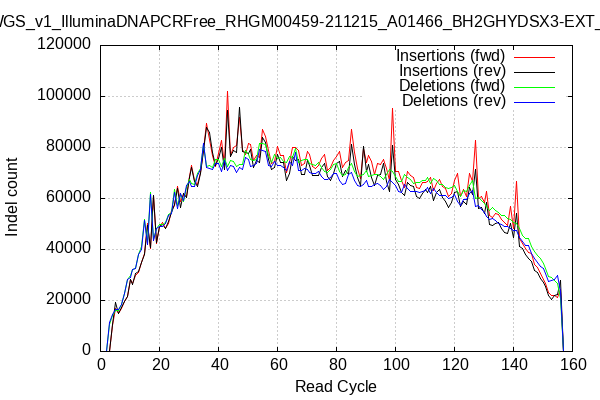 WGS_v1_IlluminaDNAPCRFree_RHGM00459-211215_A01466_BH2GHYDSX3-EXT_
120000
100000
80000
60000
40000
20000
0
Indel count
Insertions (fwd)
Insertions (rev)
Deletions (fwd)
Deletions (rev)
0 20 40 60 80 100 120 140 160
Read Cycle